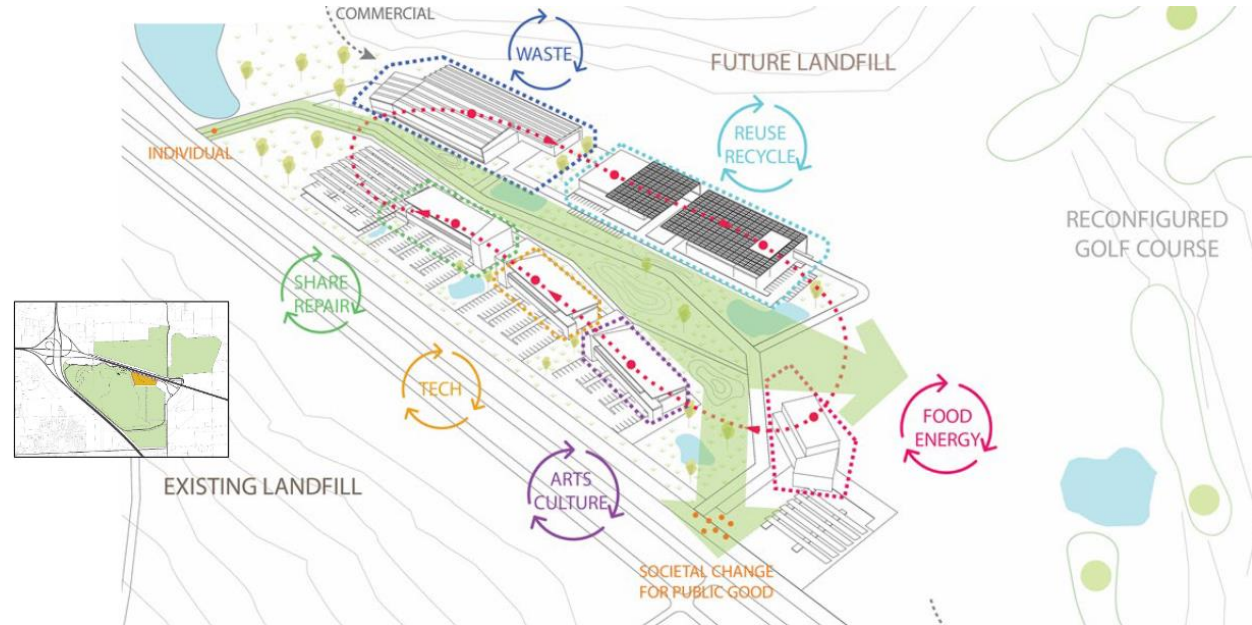 COMMERCIAL
WASTE
FUTURE LANDFILL
REUSE
RECYCLE
INDIVIDUAL
RECONFIGURED
GOLF COURSE
SHARE
REPAIR
TECH
FOOD
ENERGY
EXISTING LANDFILL
ARTS
CULTURE
SOCIETAL CHANGE
FOR PUBLIC GOOD